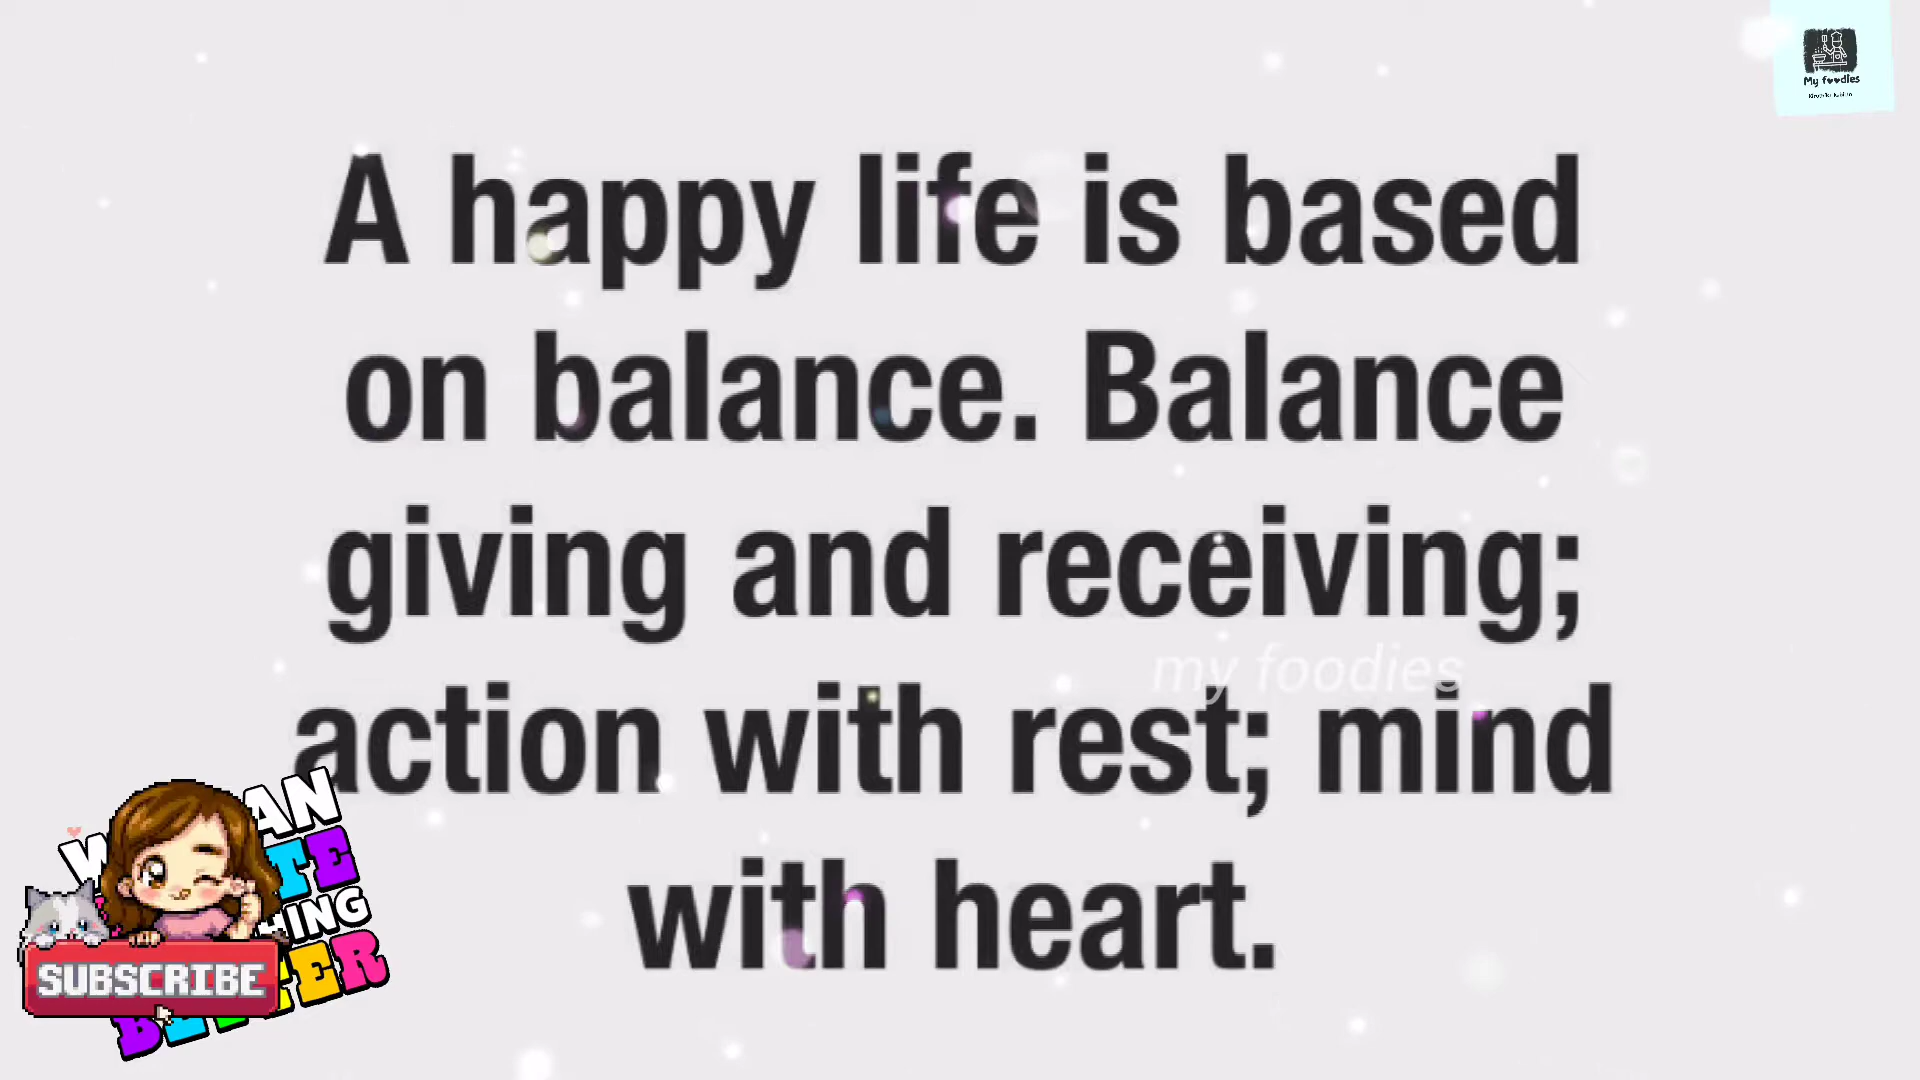 My foodies
A happy life is based
on balance. Balance
giving and receiving;
my foodies
action with rest; mind
with heart.
SUBSCRIBE